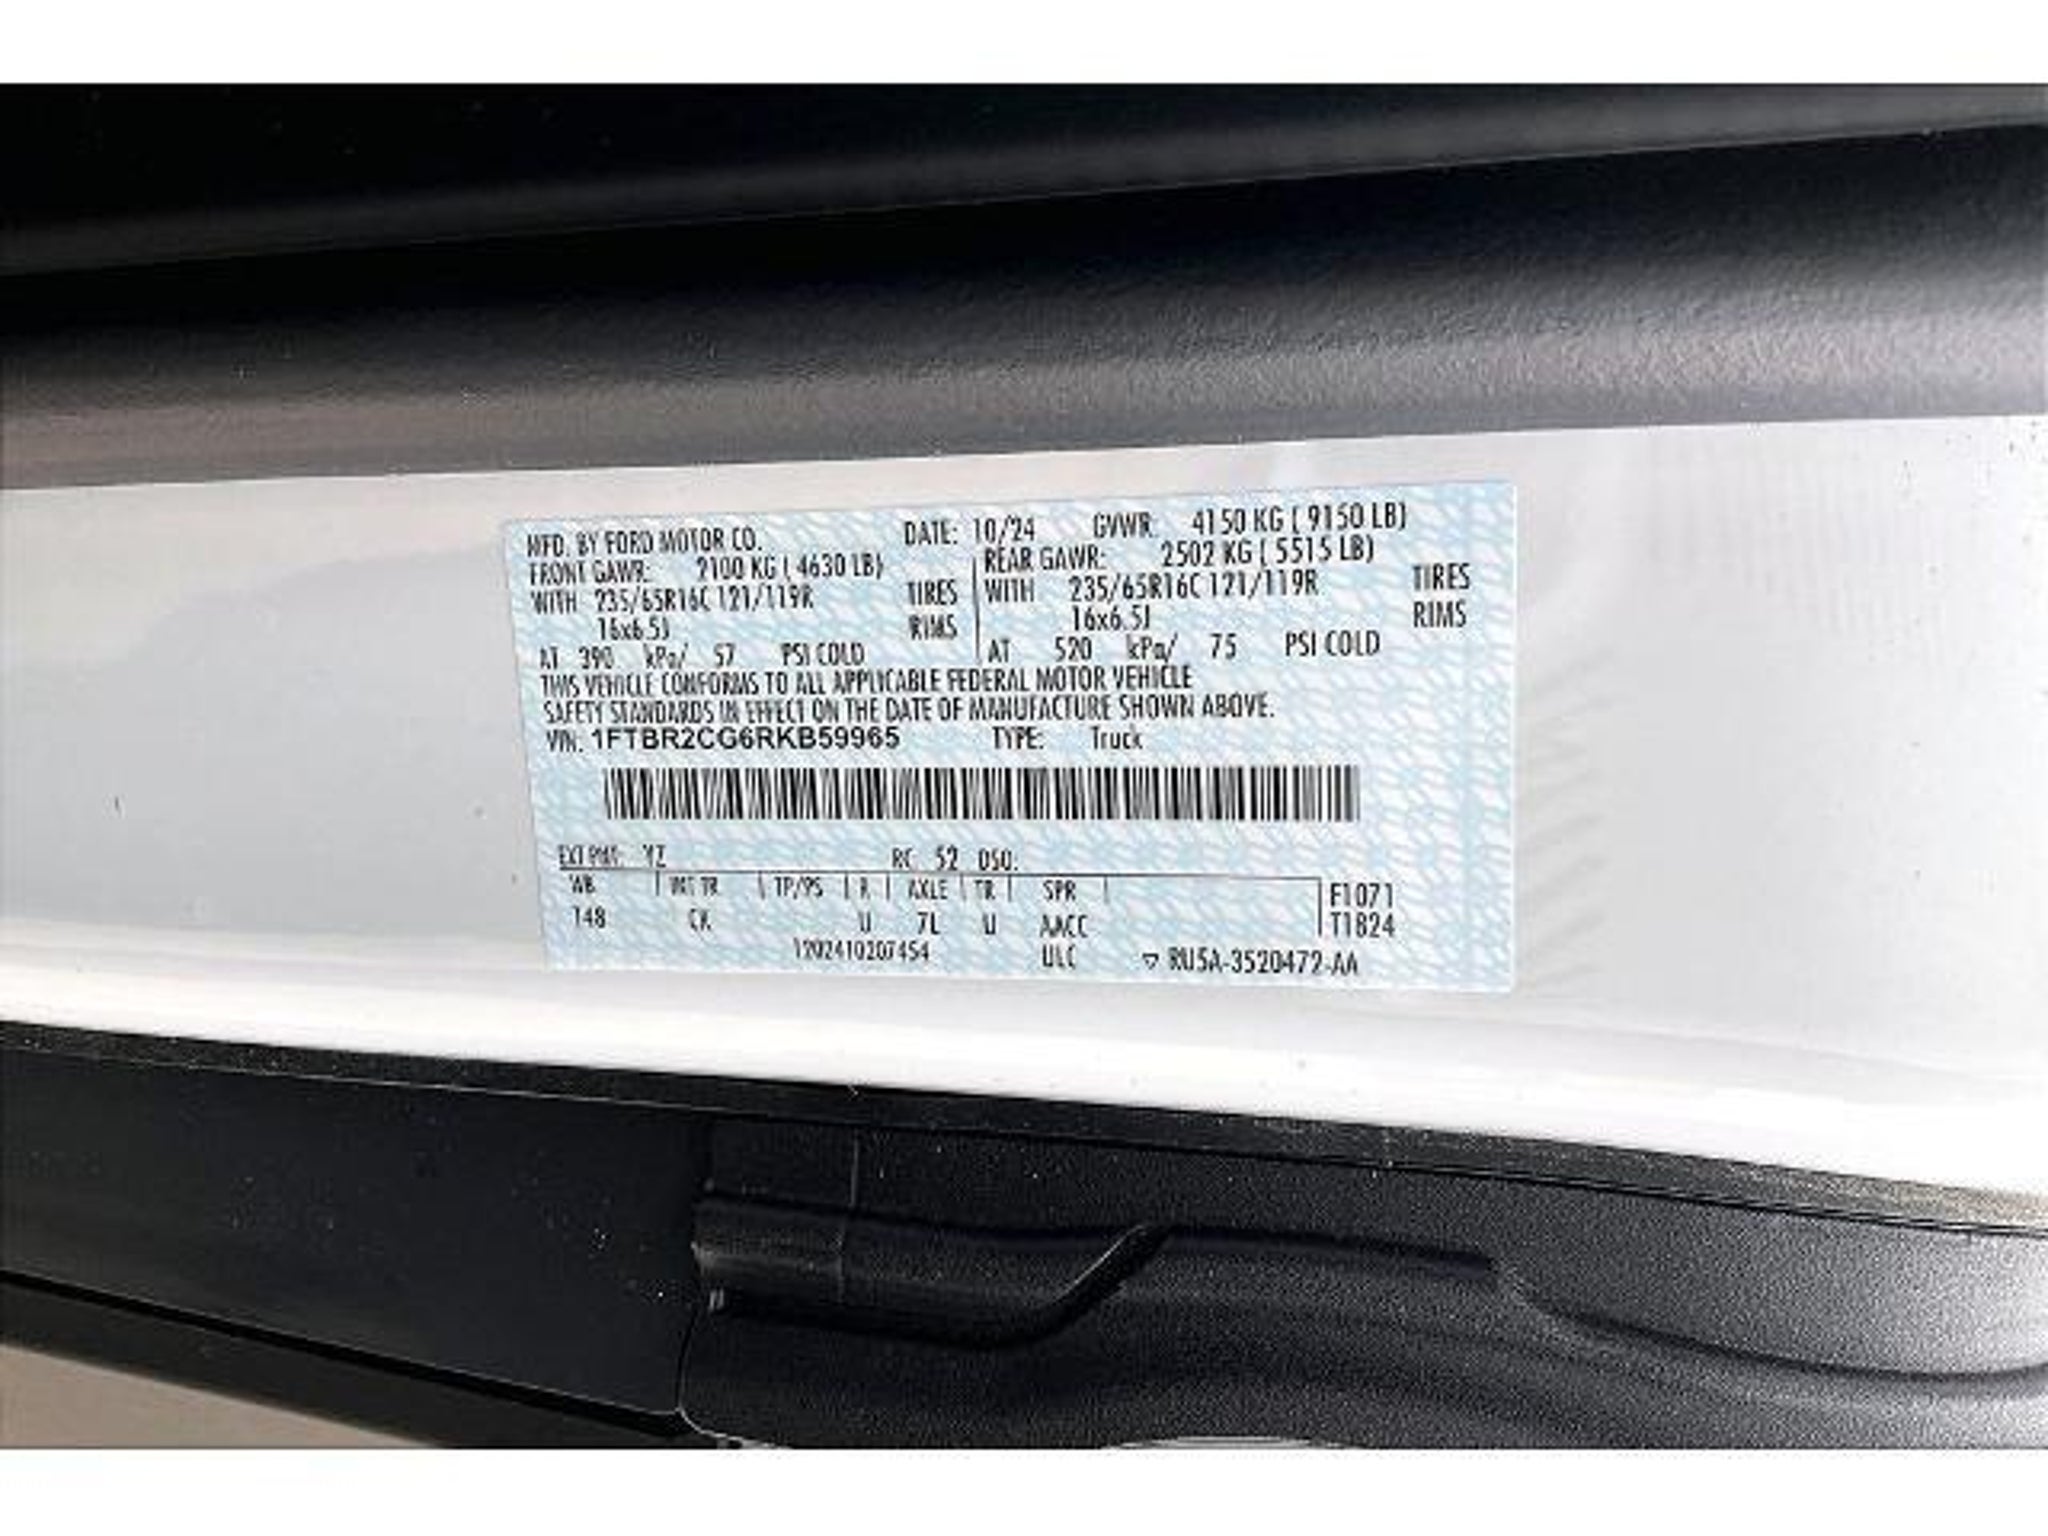 MFD. BY FORD MOTOR CO. DATE: 10/24 GVWR: 4150 KG ( 9150 LB)
FRONT GAWR: 2100 KG ( 4630 LB) REAR GAWR: 2502 KG ( 5515 LB)
WITH 235/65R16C 121/119R TIRES WITH 235/65R16C 121/119R TIRES
16x6.5J RIMS 16x6.5J RIMS
AT 390 kPa/ 57 PSI COLD AT 520 kPa/ 75 PSI COLD
THIS VEHICLE CONFORMS TO ALL APPLICABLE FEDERAL MOTOR VEHICLE
SAFETY STANDARDS IN EFFECT ON THE DATE OF MANUFACTURE SHOWN ABOVE.
VIN: 1FTBR2CG6RKB59965 TYPE: Truck
EXT PNT: YZ RC: 52 DSO:
WB INT TR TP/PS R AXLE TR SPR F1071
148 CK U 7L U AACC T1824
1202410207454 ULC ▽ RU5A-3520472-AA